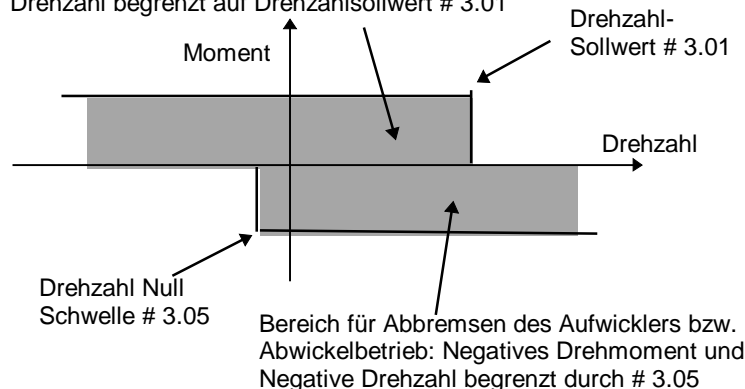 Drehzahl begrenzt auf Drehzahlsollwert # 3.01
Drehzahl-
Sollwert # 3.01
Moment
Drehzahl
Drehzahl Null
Schwelle # 3.05
Bereich für Abbremsen des Aufwicklers bzw.
Abwickelbetrieb: Negatives Drehmoment und
Negative Drehzahl begrenzt durch # 3.05